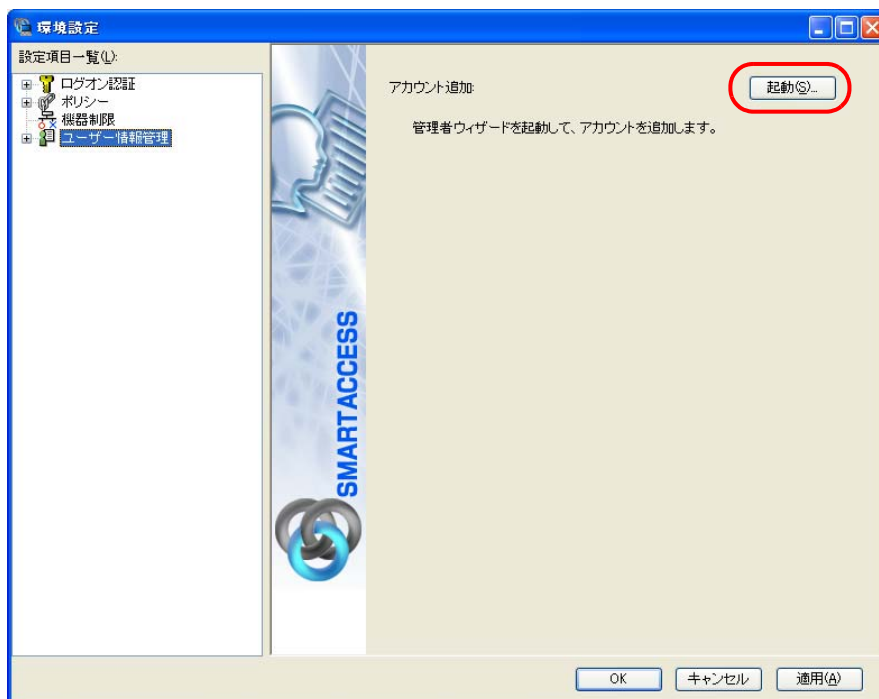 環境設定
設定項目一覧(L):
ログオン認証
ポリシー
機器制限
ユーザー情報管理
アカウント追加:
起動(S)...
管理者ウィザードを起動して、アカウントを追加します。
SMARTACCESS
OK
キャンセル
適用(A)